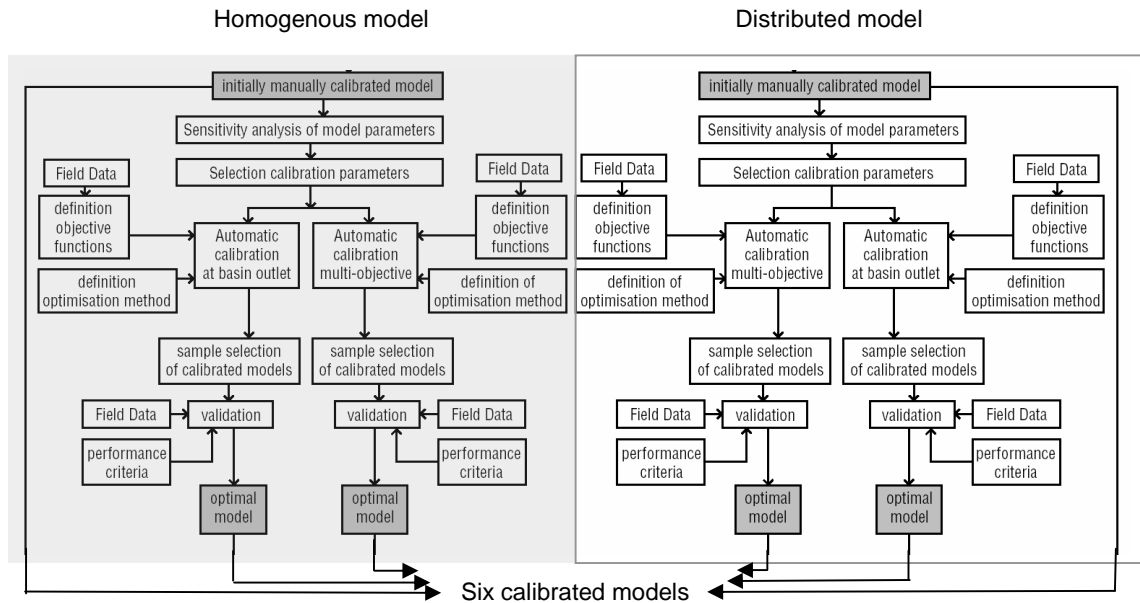 Homogenous model
Distributed model
initially manually calibrated model
Sensitivity analysis of model parameters
Selection calibration parameters
Field Data
definition
objective
functions
definition
optimisation method
Automatic
calibration
at basin outlet
Automatic
calibration
multi-objective
Field Data
definition
objective
functions
definition of
optimisation method
sample selection
of calibrated models
sample selection
of calibrated models
Field Data
validation
performance
criteria
validation
Field Data
performance
criteria
optimal
model
optimal
model
initially manually calibrated model
Sensitivity analysis of model parameters
Selection calibration parameters
Field Data
definition
objective
functions
definition of
optimisation method
Automatic
calibration
multi-objective
Automatic
calibration
at basin outlet
Field Data
definition
objective
functions
definition
optimisation method
sample selection
of calibrated models
sample selection
of calibrated models
Field Data
validation
performance
criteria
validation
Field Data
performance
criteria
optimal
model
optimal
model
Six calibrated models